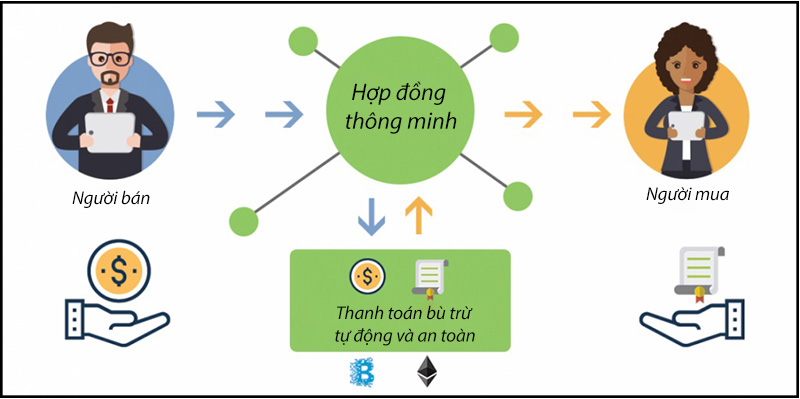 Hợp đồng
thông minh
Người bán
Người mua
Thanh toán bù trừ
tự động và an toàn